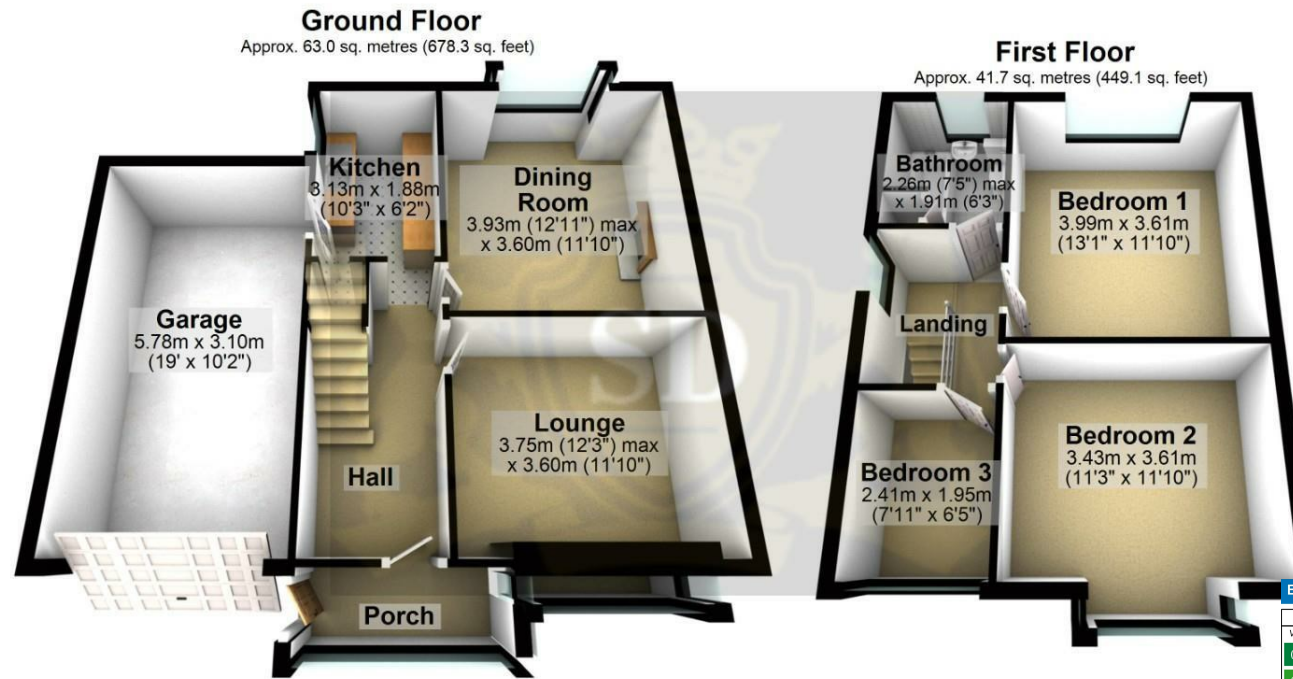 Ground Floor
Approx. 63.0 sq. metres (678.3 sq. feet)
Kitchen
3.13m x 1.88m
(10'3" x 6'2")
Dining
Room
3.93m (12'11") max
x 3.60m (11'10")
Garage
5.78m x 3.10m
(19' x 10'2")
Lounge
3.75m (12'3") max
x 3.60m (11'10")
Hall
Porch
First Floor
Approx. 41.7 sq. metres (449.1 sq. feet)
Bathroom
2.26m (7'5") max
x 1.91m (6'3")
Bedroom 1
3.99m x 3.61m
(13'1" x 11'10")
Landing
Bedroom 2
3.43m x 3.61m
(11'3" x 11'10")
Bedroom 3
2.41m x 1.95m
(7'11" x 6'5")
SD